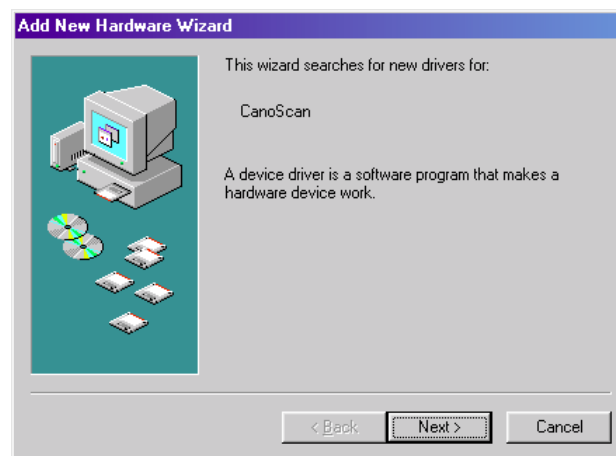 Add New Hardware Wizard
This wizard searches for new drivers for:
CanoScan
A device driver is a software program that makes a
hardware device work.
< Back
Next >
Cancel